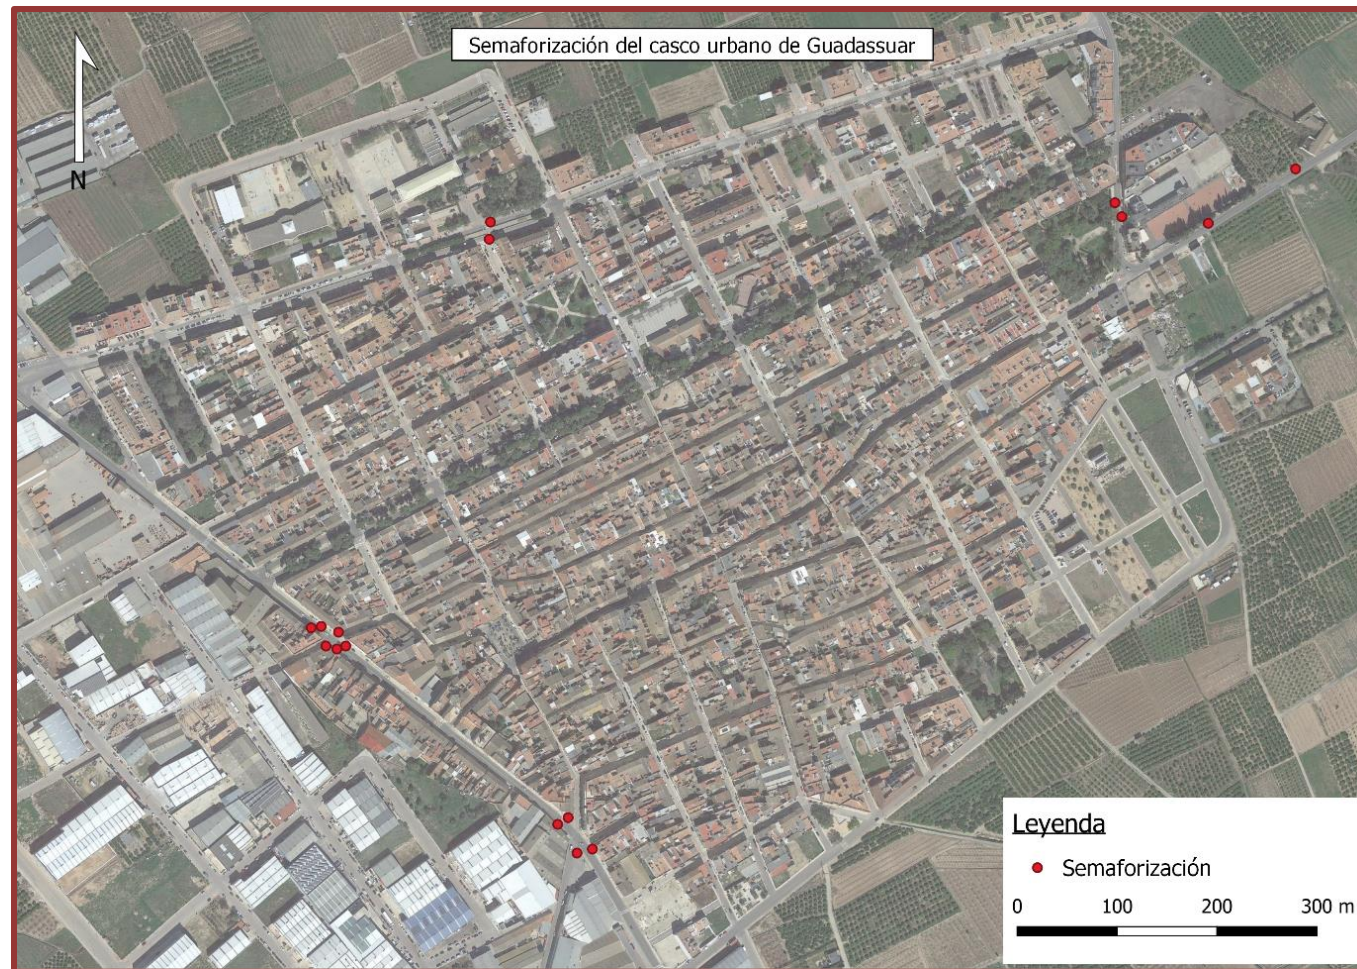 Semaforización del casco urbano de Guadassuar
N
Leyenda
Semaforización
0 100 200 300 m